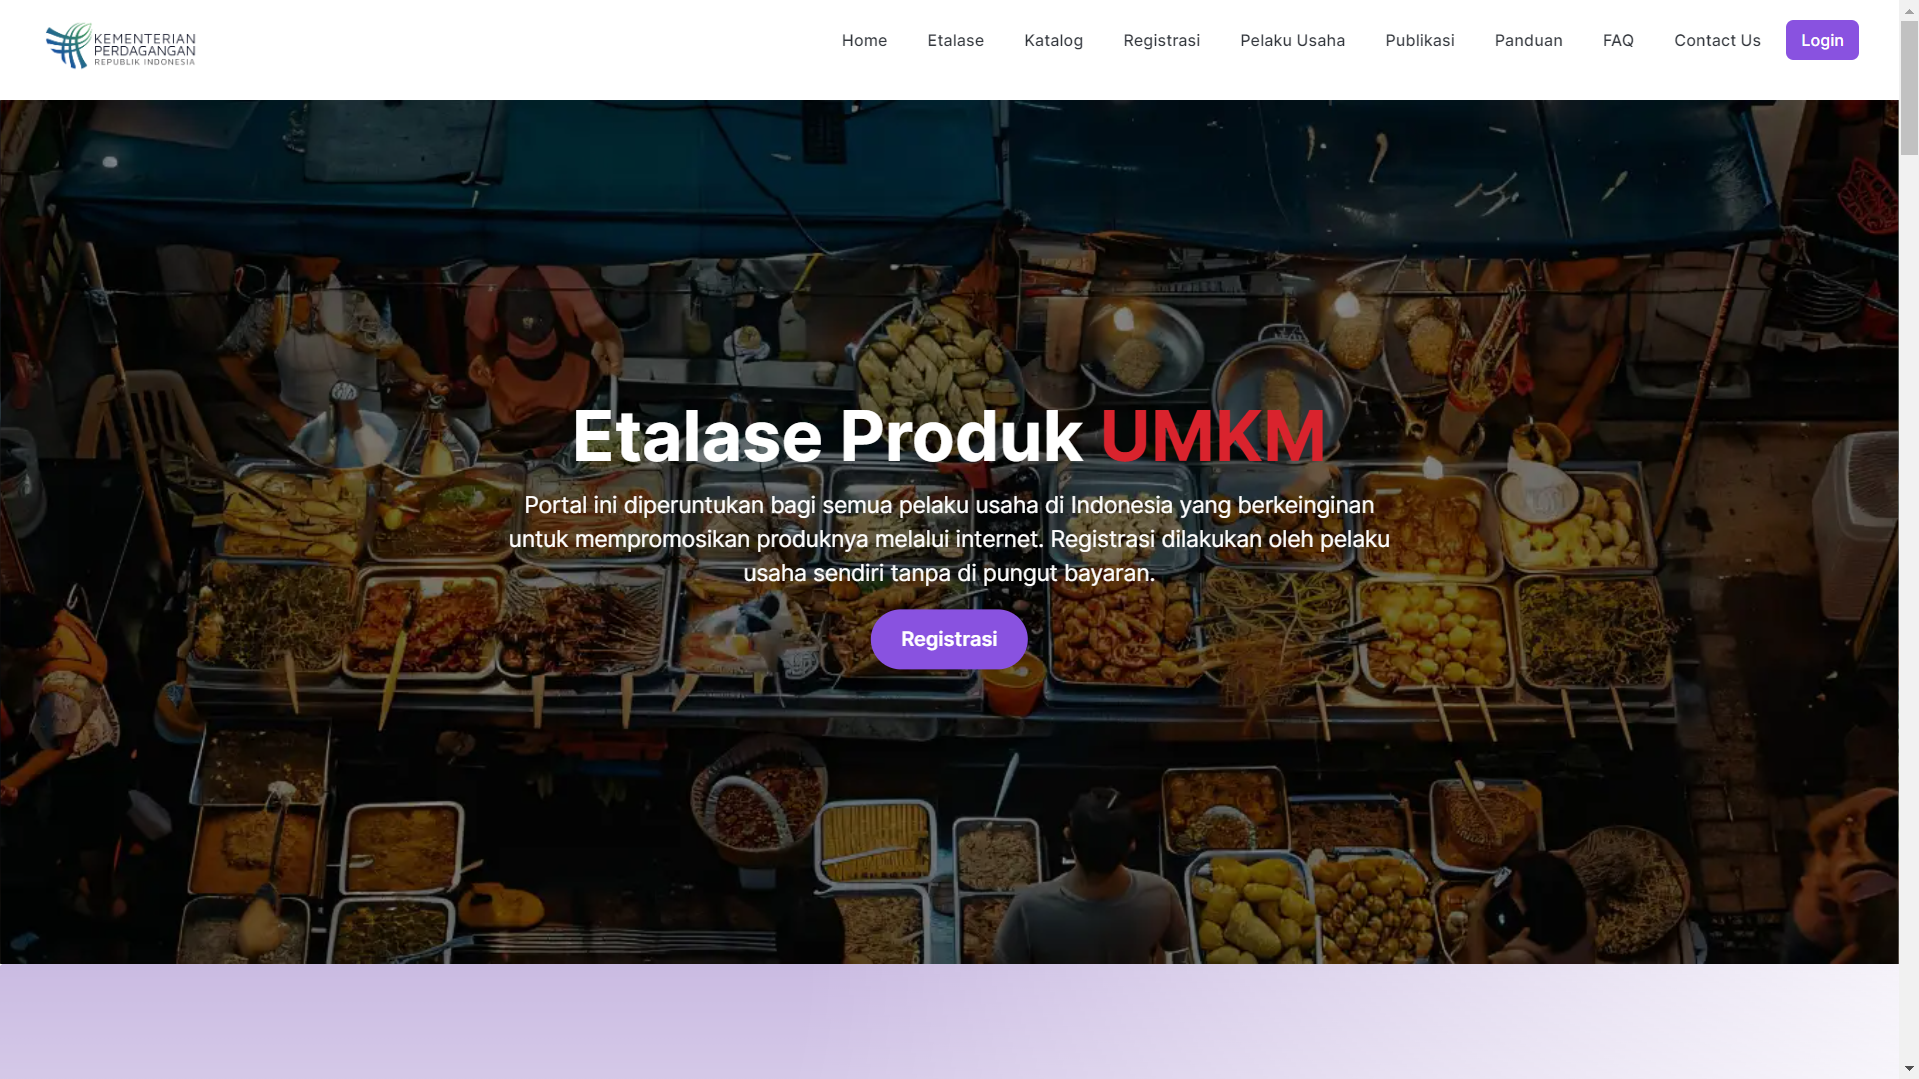 KEMENTERIAN
PERDAGANGAN
REPUBLIK INDONESIA
Home
Etalase
Katalog
Registrasi
Pelaku Usaha
Publikasi
Panduan
FAQ
Contact Us
Login
Etalase Produk UMKM
Portal ini diperuntukan bagi semua pelaku usaha di Indonesia yang berkeinginan
untuk mempromosikan produknya melalui internet. Registrasi dilakukan oleh pelaku
usaha sendiri tanpa di pungut bayaran.
Registrasi